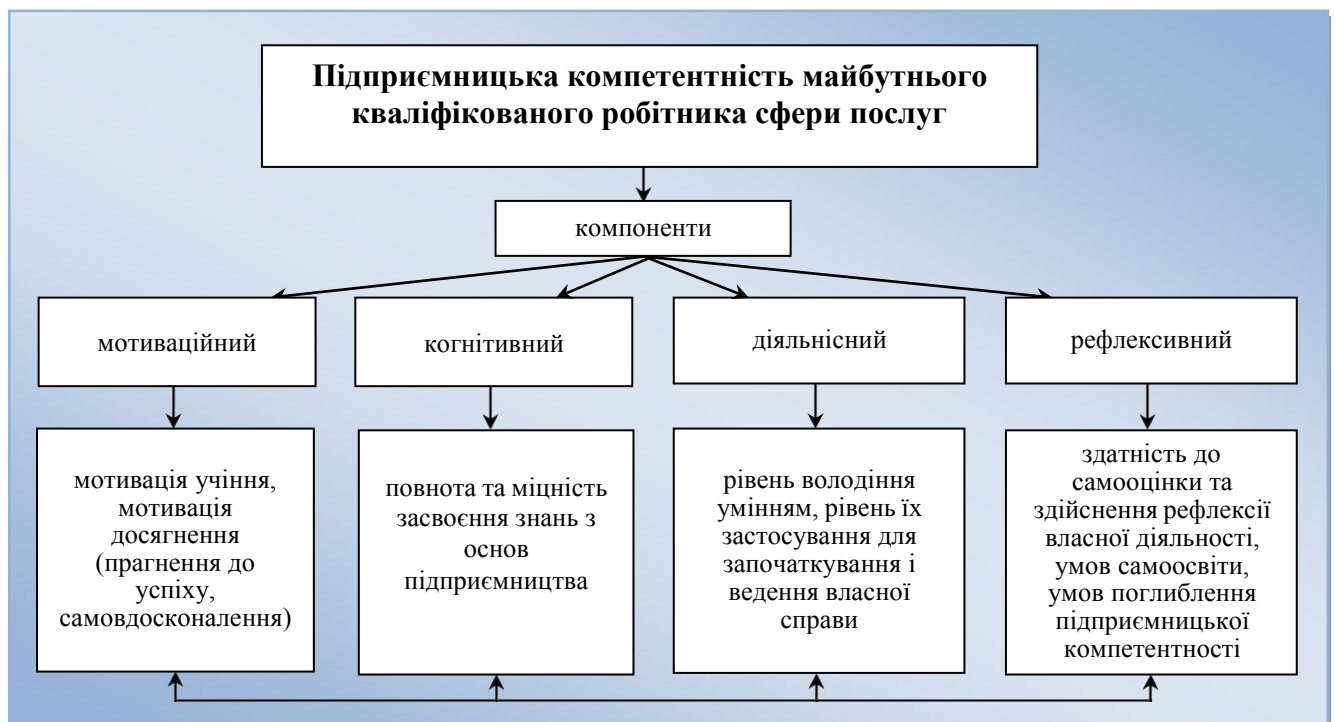 Підприємницька компетентність майбутнього
кваліфікованого робітника сфери послуг
компоненти
мотиваційний
когнітивний
діяльнісний
рефлексивний
мотивація учіння,
мотивація
досягнення
(прагнення до
успіху,
самовдосконалення)
повнота та міцність
засвоєння знань з
основ
підприємництва
рівень володіння
умінням, рівень їх
застосування для
започаткування і
ведення власної
справи
здатність до
самооцінки та
здійснення рефлексії
власної діяльності,
умов самоосвіти,
умов поглиблення
підприємницької
компетентності